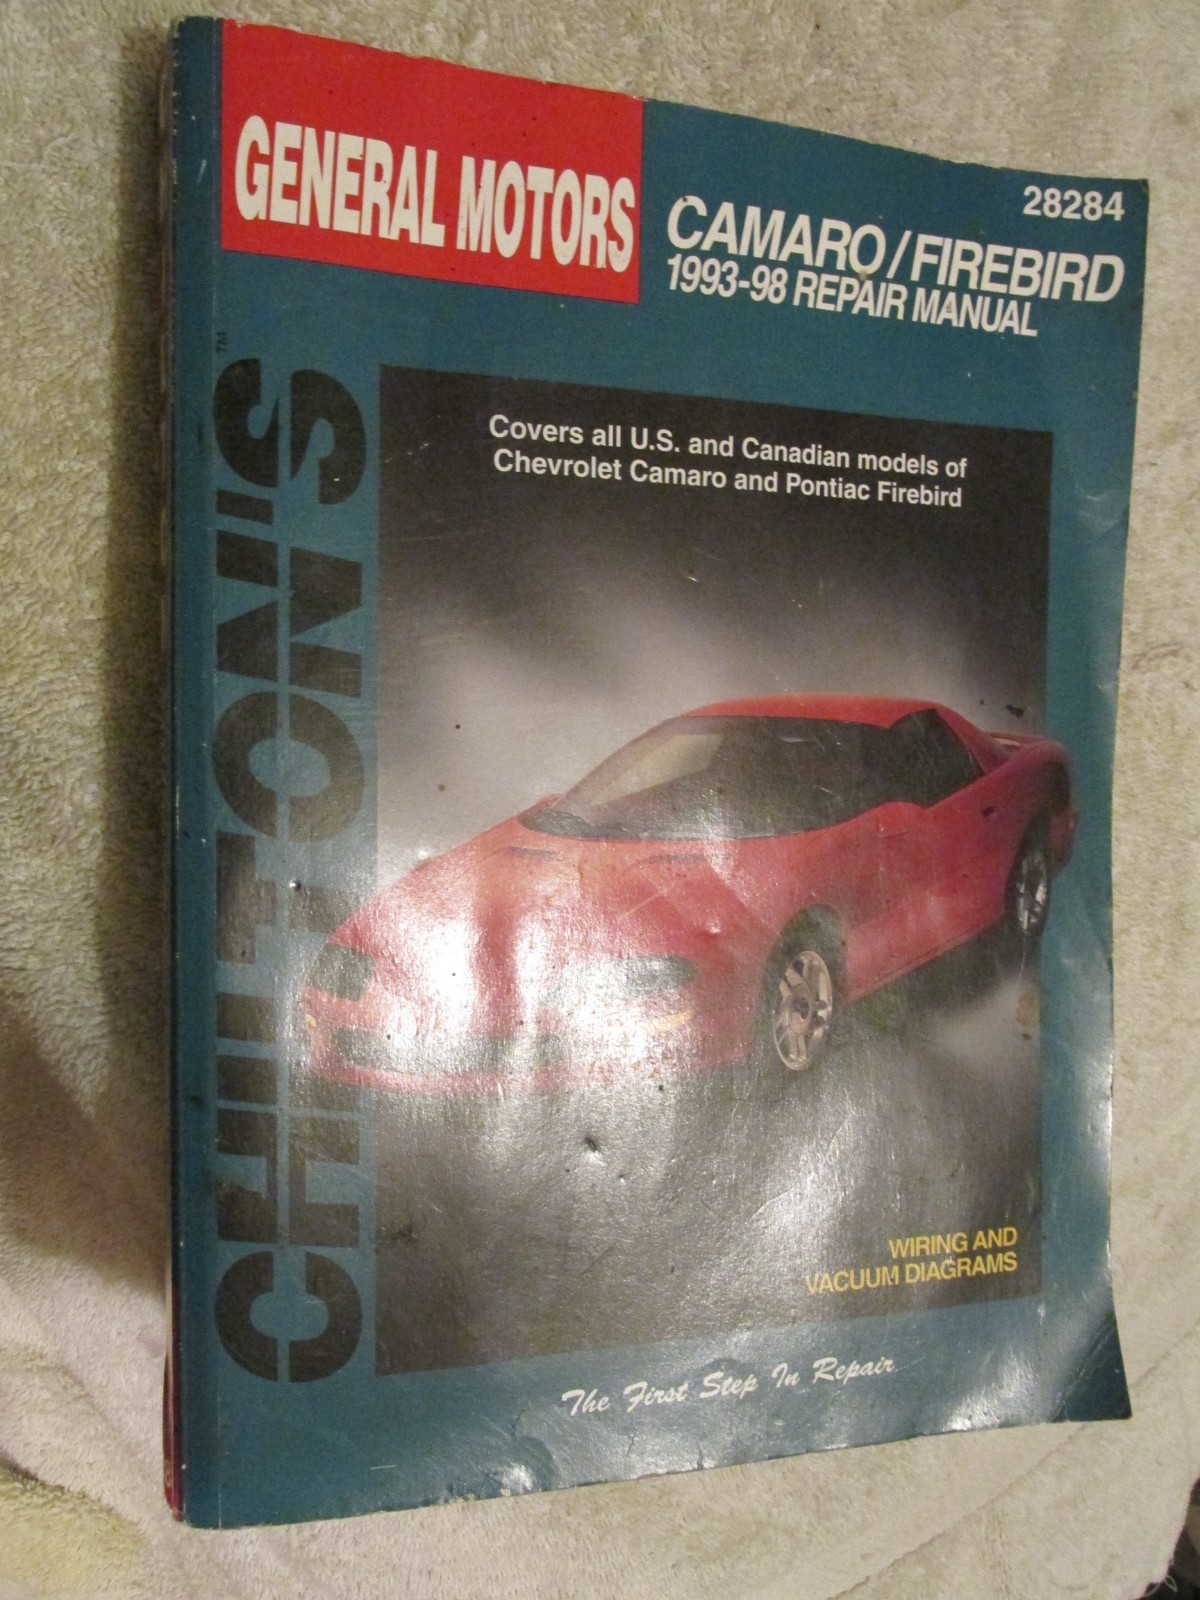 GENERAL MOTORS
28284
CAMARO/FIREBIRD
1993-98 REPAIR MANUAL
CHILTON'S™
Covers all U.S. and Canadian models of
Chevrolet Camaro and Pontiac Firebird
WIRING AND
VACUUM DIAGRAMS
The First Step In Repair